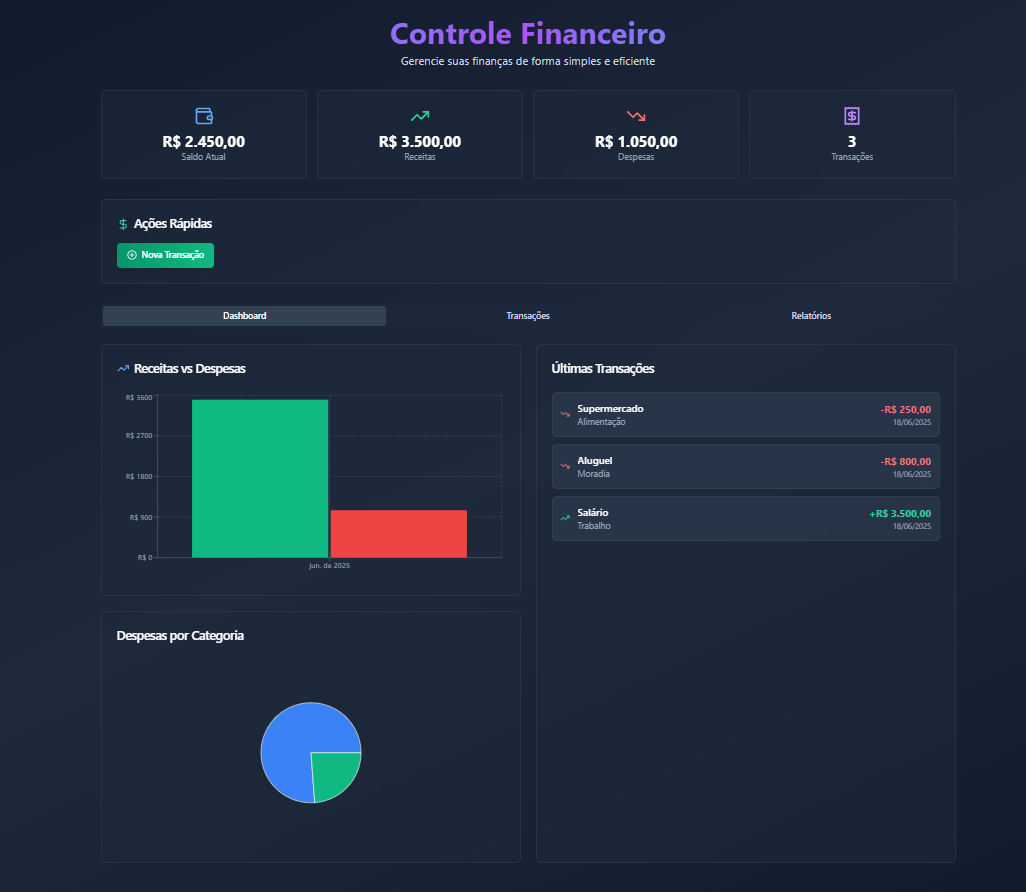 Controle Financeiro
Gerencie suas finanças de forma simples e eficiente
R$ 2.450,00
Saldo Atual
R$ 3.500,00
Receitas
R$ 1.050,00
Despesas
3
Transações
Ações Rápidas
Nova Transação
Dashboard
Transações
Relatórios
Receitas vs Despesas
R$ 3600
R$ 2700
R$ 1800
R$ 900
R$ 0
jun. de 2025
Despesas por Categoria
Últimas Transações
Supermercado
-R$ 250,00
Alimentação
18/06/2025
Aluguel
-R$ 800,00
Moradia
18/06/2025
Salário
+R$ 3.500,00
Trabalho
18/06/2025